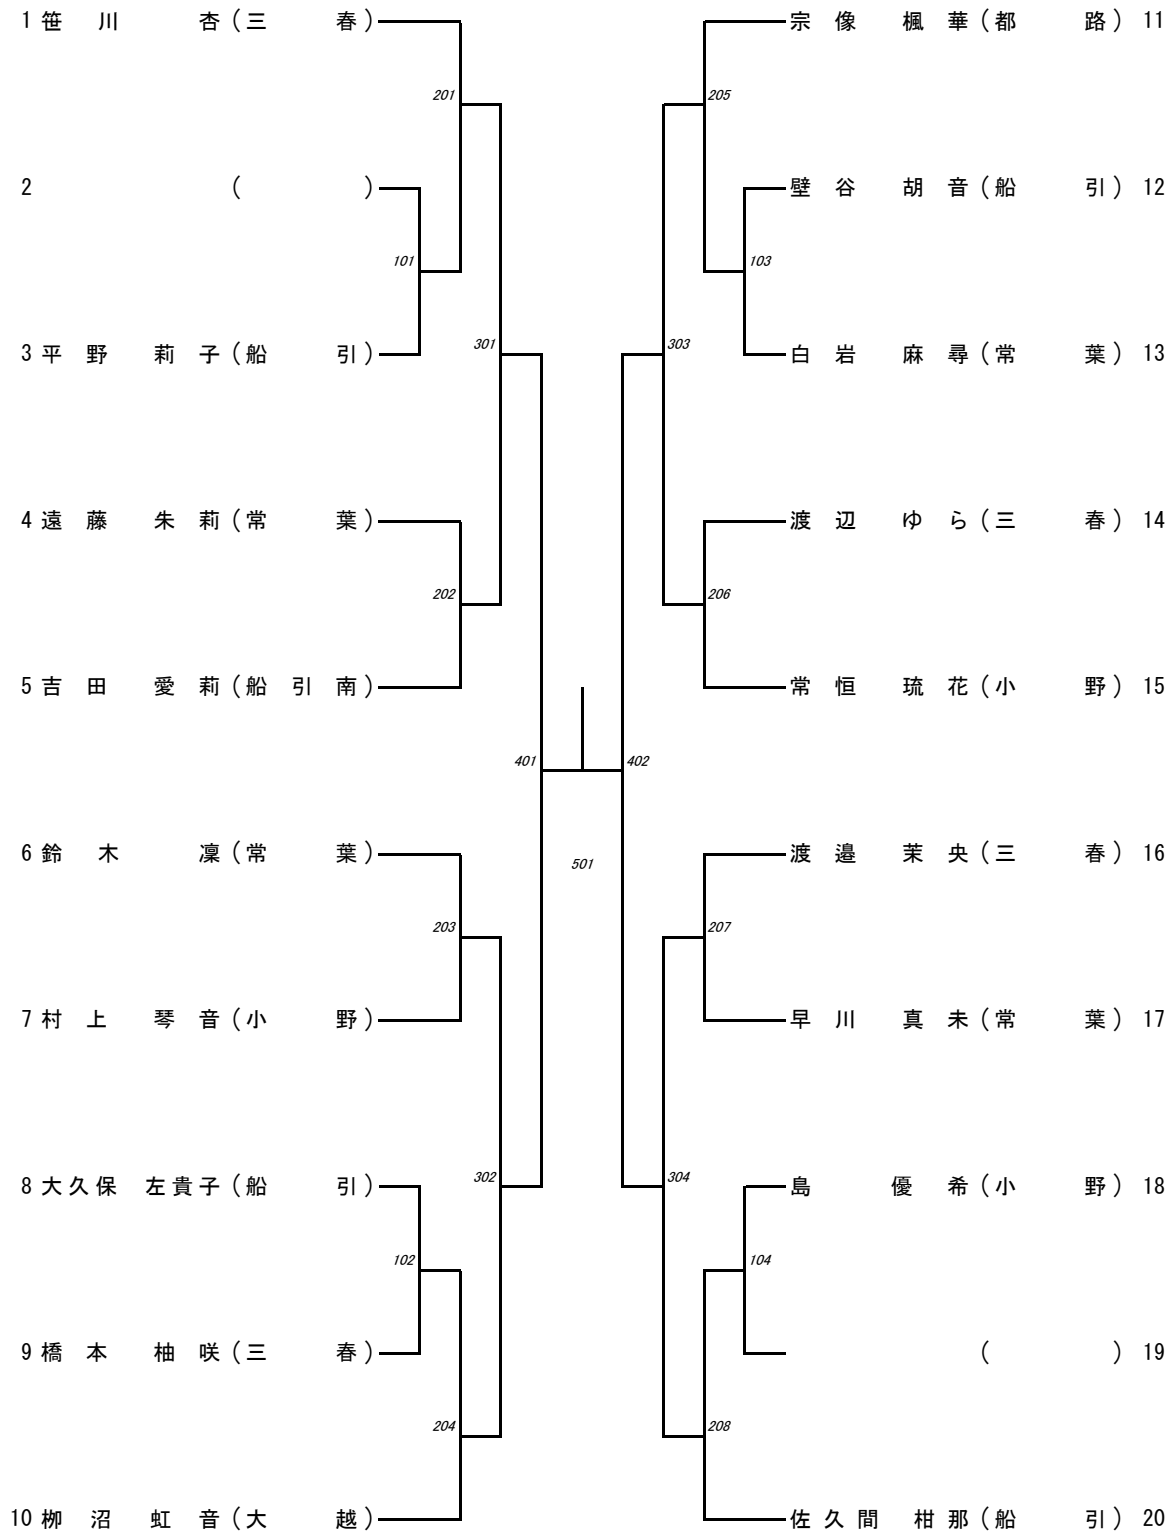 1 笹川 杏(三春)
宗像 楓華(都路) 11
201
205
2 ( )
壁谷 胡音(船引) 12
101
103
3 平野 莉子(船引)
301
303
白岩 麻尋(常葉) 13
4 遠藤 朱莉(常葉)
渡辺 ゆら(三春) 14
202
206
5 吉田 愛莉(船引南)
常恒 琉花(小野) 15
401
402
6 鈴木 凜(常葉)
501
渡邉 茉央(三春) 16
203
207
7 村上 琴音(小野)
早川 真未(常葉) 17
8 大久保 左貴子(船引)
302
304
島 優希(小野) 18
102
104
9 橋本 柚咲(三春)
( ) 19
204
208
10 栁沼 虹音(大越)
佐久間 柑那(船引) 20